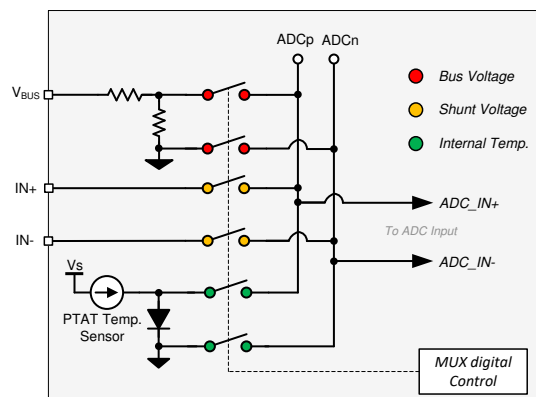 ADCp ADCn
VBUS
Bus Voltage
Shunt Voltage
Internal Temp.
IN+
ADC_IN+
To ADC Input
IN-
ADC_IN-
Vs
PTAT Temp.
Sensor
MUX digital
Control